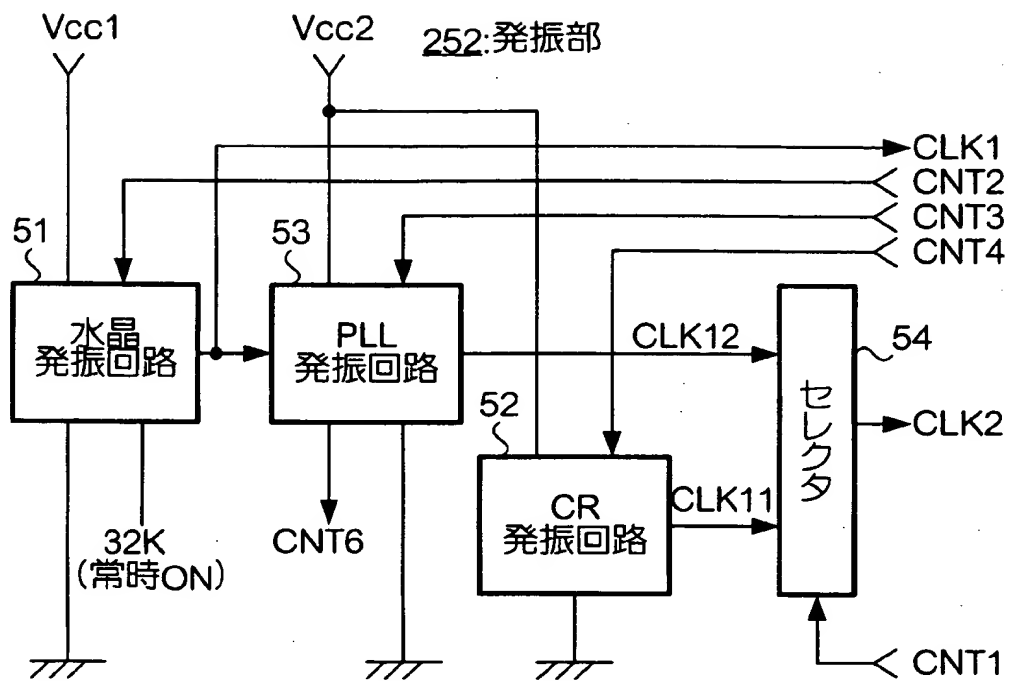 Vcc1
Vcc2
252:発振部
CLK1
CNT2
CNT3
CNT4
51
53
水晶
発振回路
PLL
発振回路
CLK12
54
52
セレクタ
CLK2
CR
発振回路
CLK11
32K
(常時ON)
CNT6
CNT1